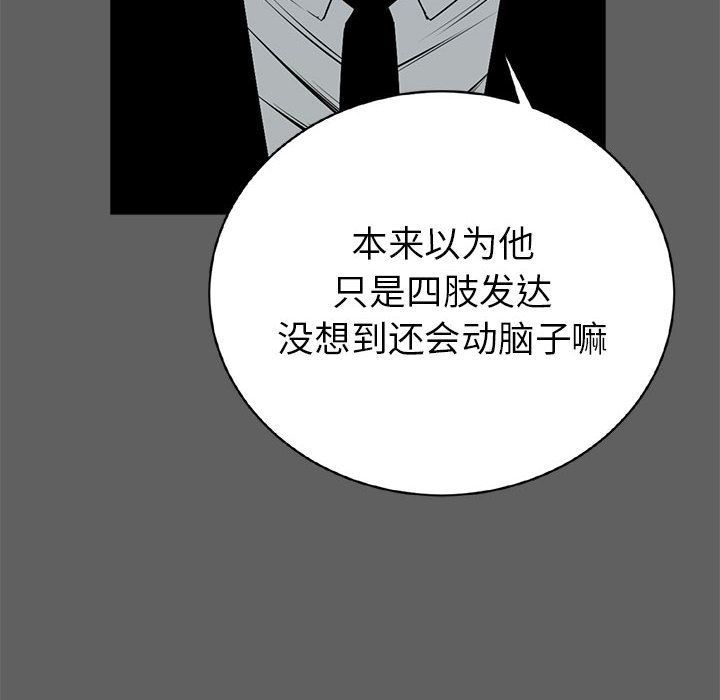 本来以为他
只是四肢发达
没想到还会动脑子嘛